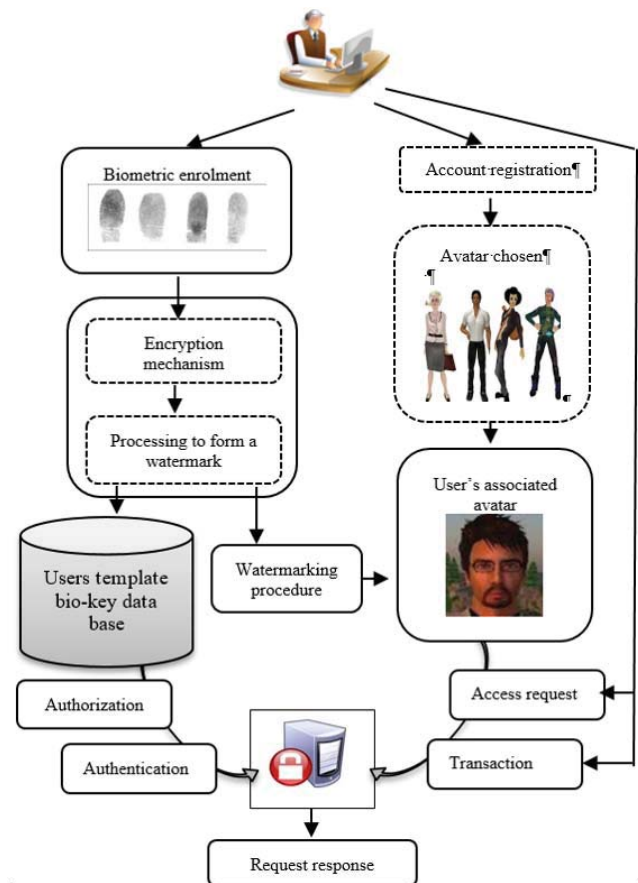 Biometric enrolment
Account·registration¶
Avatar·chosen¶
·¶
¶
Encryption
mechanism
Processing to form a
watermark
User’s associated
avatar
Users template
bio-key data
base
Watermarking
procedure
Authorization
Access request
Authentication
Transaction
Request response